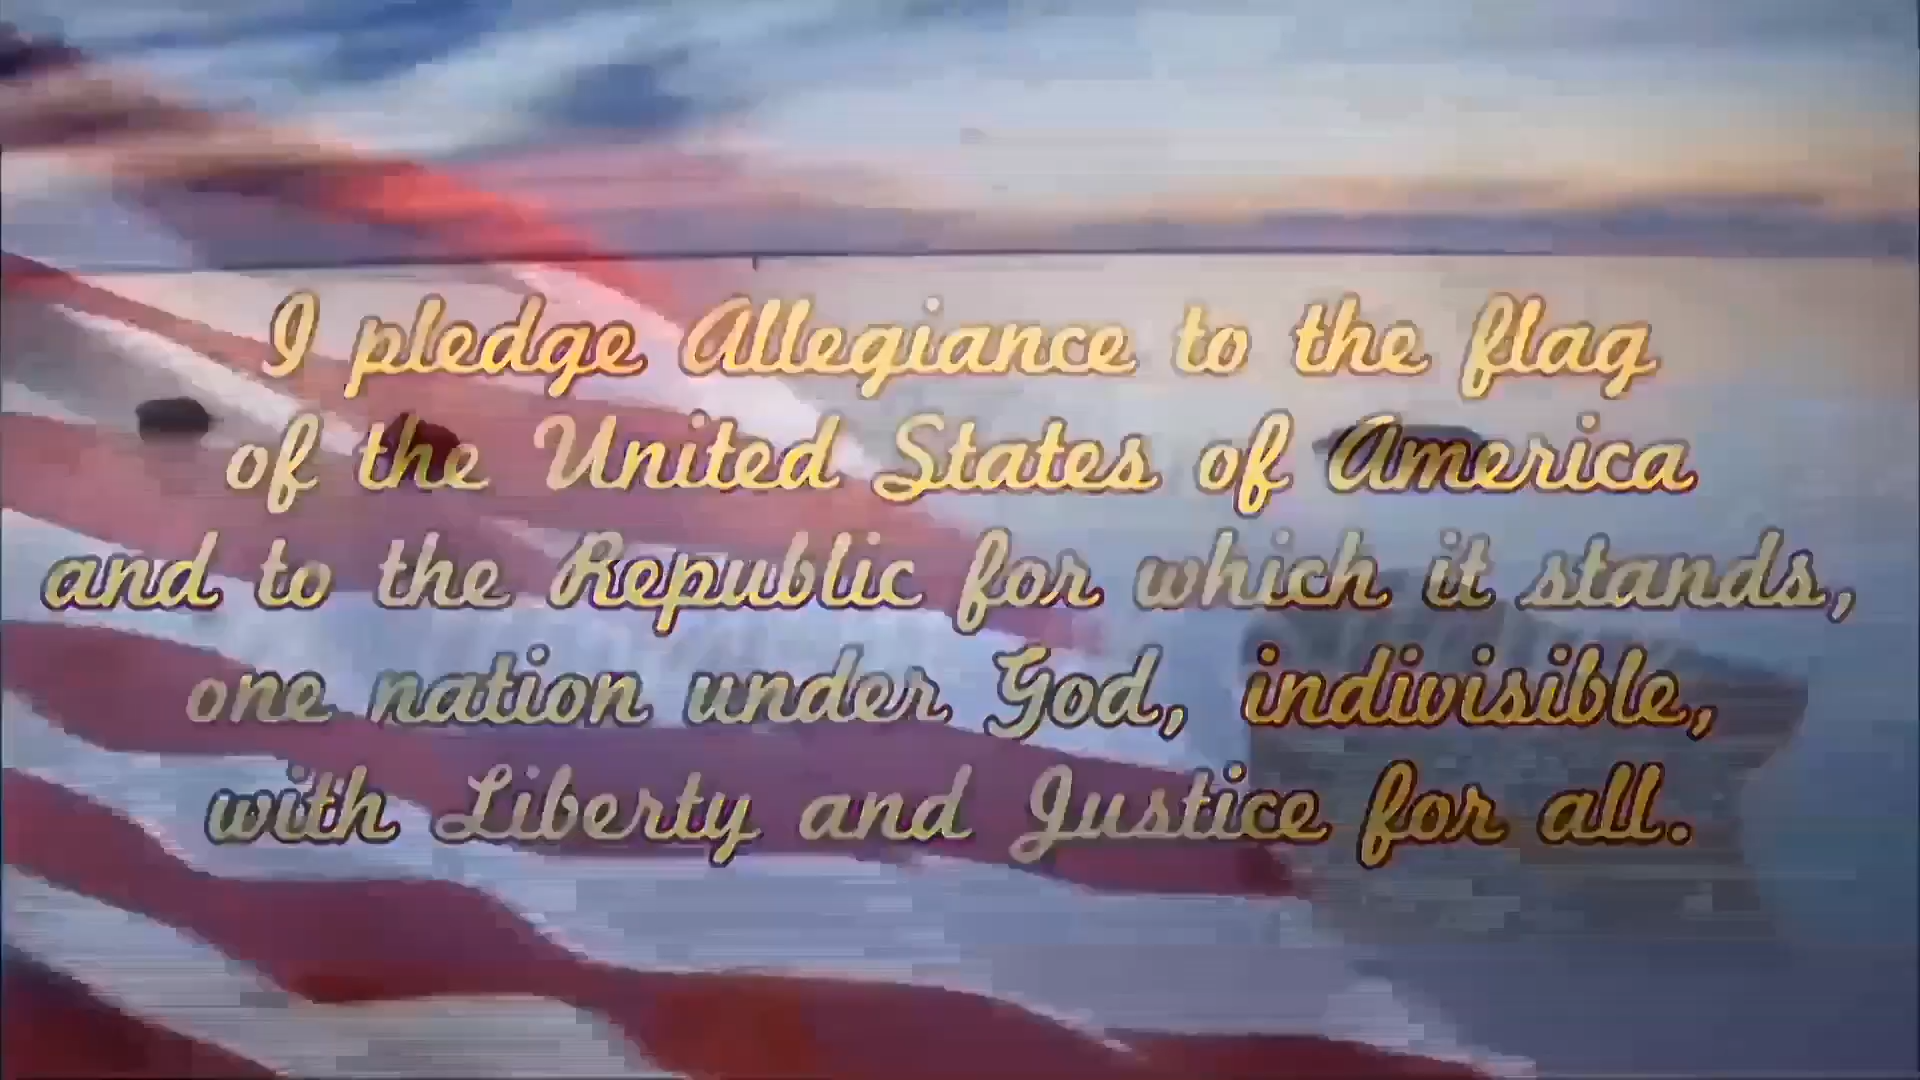 I pledge Allegiance to the flag
of the United States of America
and to the Republic for which it stands,
one nation under God, indivisible,
with Liberty and Justice for all.